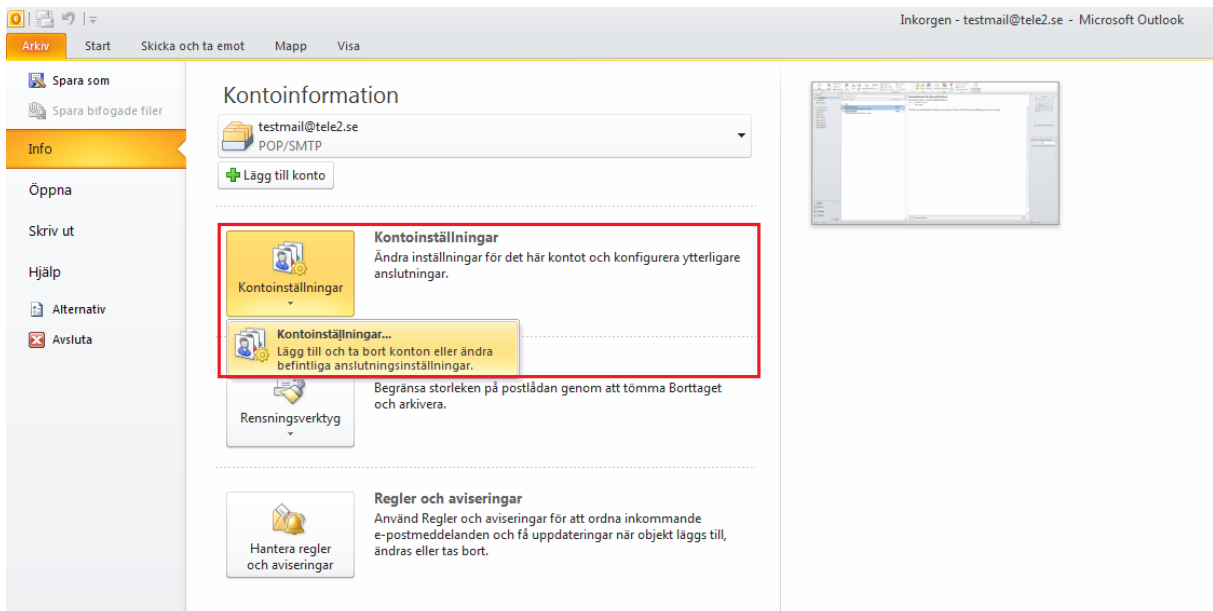 Inkorgen - testmail@tele2.se - Microsoft Outlook
Arkiv Start Skicka och ta emot Mapp Visa
Spara som
Spara bifogade filer
Info
Öppna
Skriv ut
Hjälp
Alternativ
Avsluta
Kontoinformation
testmail@tele2.se
POP/SMTP
Lägg till konto
Kontoinställningar
Kontoinställningar
Ändra inställningar för det här kontot och konfigurera ytterligare
anslutningar.
Kontoinställningar...
Lägg till och ta bort konton eller ändra
befintliga anslutningsinställningar.
Rensningsverktyg
Begränsa storleken på postlådan genom att tömma Borttaget
och arkivera.
Hantera regler
och aviseringar
Regler och aviseringar
Använd Regler och aviseringar för att ordna inkommande
e-postmeddelanden och få uppdateringar när objekt läggs till,
ändras eller tas bort.